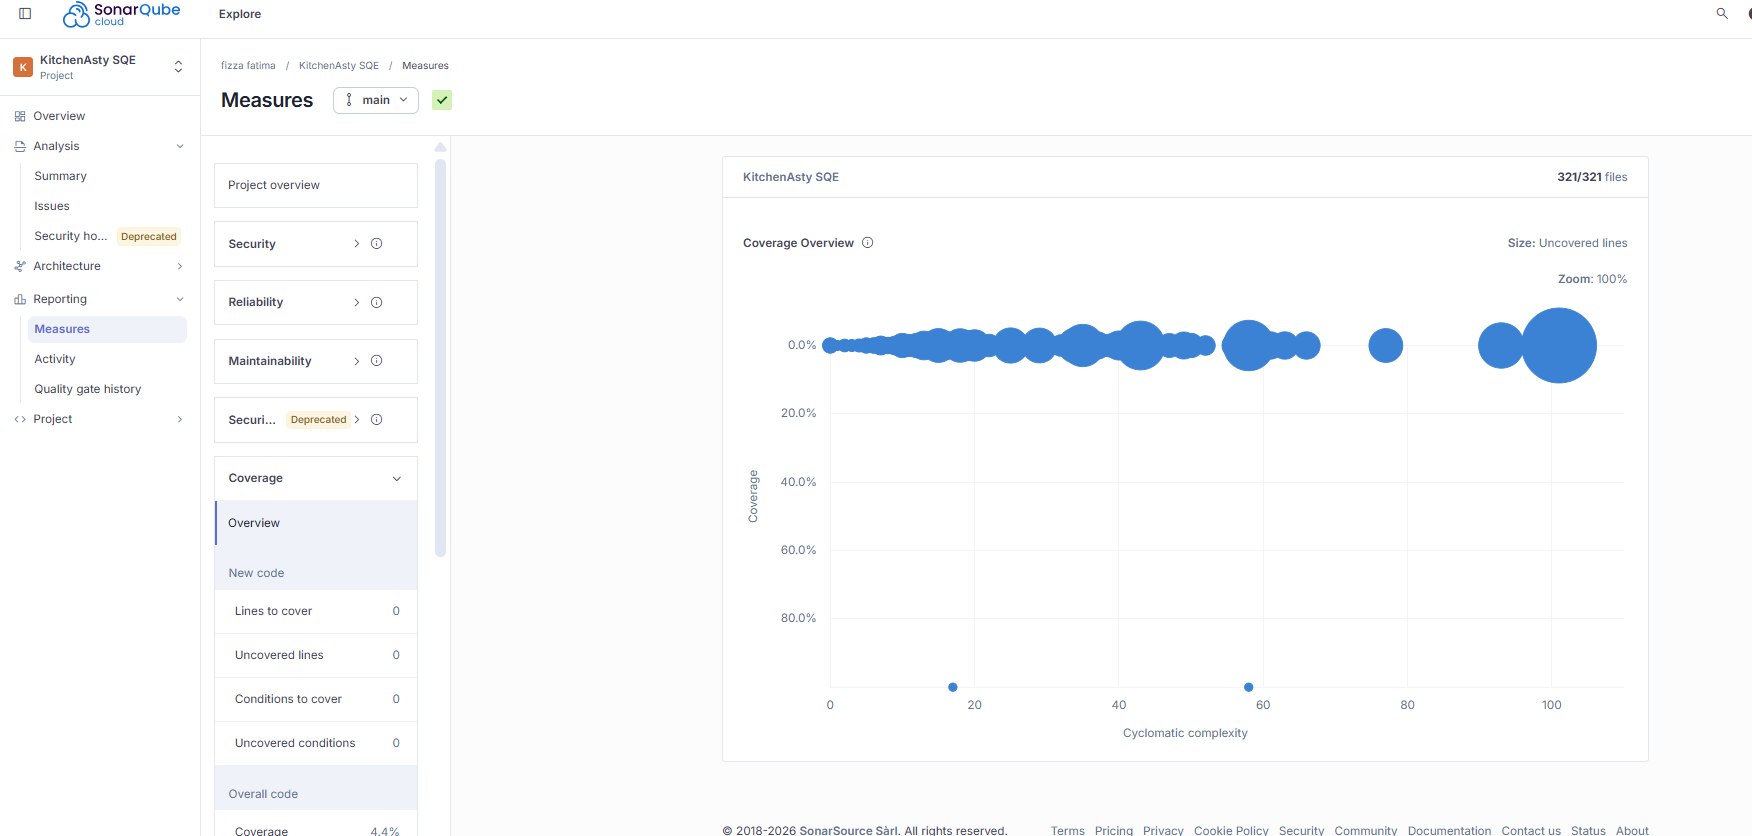 SonarQube
cloud
Explore
K
KitchenAsty SQE
Project
Overview
Analysis
Summary
Issues
Security ho... Deprecated
Architecture
Reporting
Measures
Activity
Quality gate history
Project
fizza fatima / KitchenAsty SQE / Measures
Measures
main
Project overview
Security
Reliability
Maintainability
Securi... Deprecated
Coverage
Overview
New code
Lines to cover 0
Uncovered lines 0
Conditions to cover 0
Uncovered conditions 0
Overall code
Coverage 4.4%
KitchenAsty SQE 321/321 files
Coverage Overview Size: Uncovered lines
Zoom: 100%
0.0%
20.0%
40.0%
60.0%
80.0%
Coverage
0 20 40 60 80 100
Cyclomatic complexity
© 2018-2026 SonarSource Sàrl. All rights reserved. Terms Pricing Privacy Cookie Policy Security Community Documentation Contact us Status About